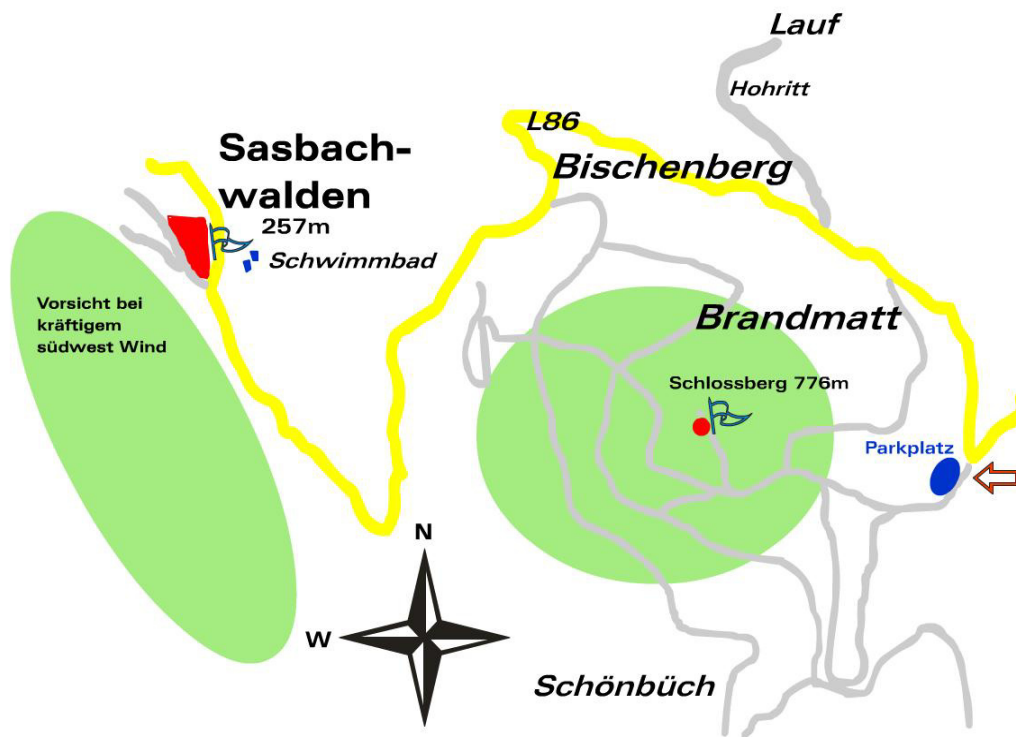 Lauf
Hohritt
L86
Sasbach-
walden
Bischenberg
257m
Schwimmbad
Vorsicht bei
kräftigem
südwest Wind
Brandmatt
Schlossberg 776m
Parkplatz
N
W
Schönbüch